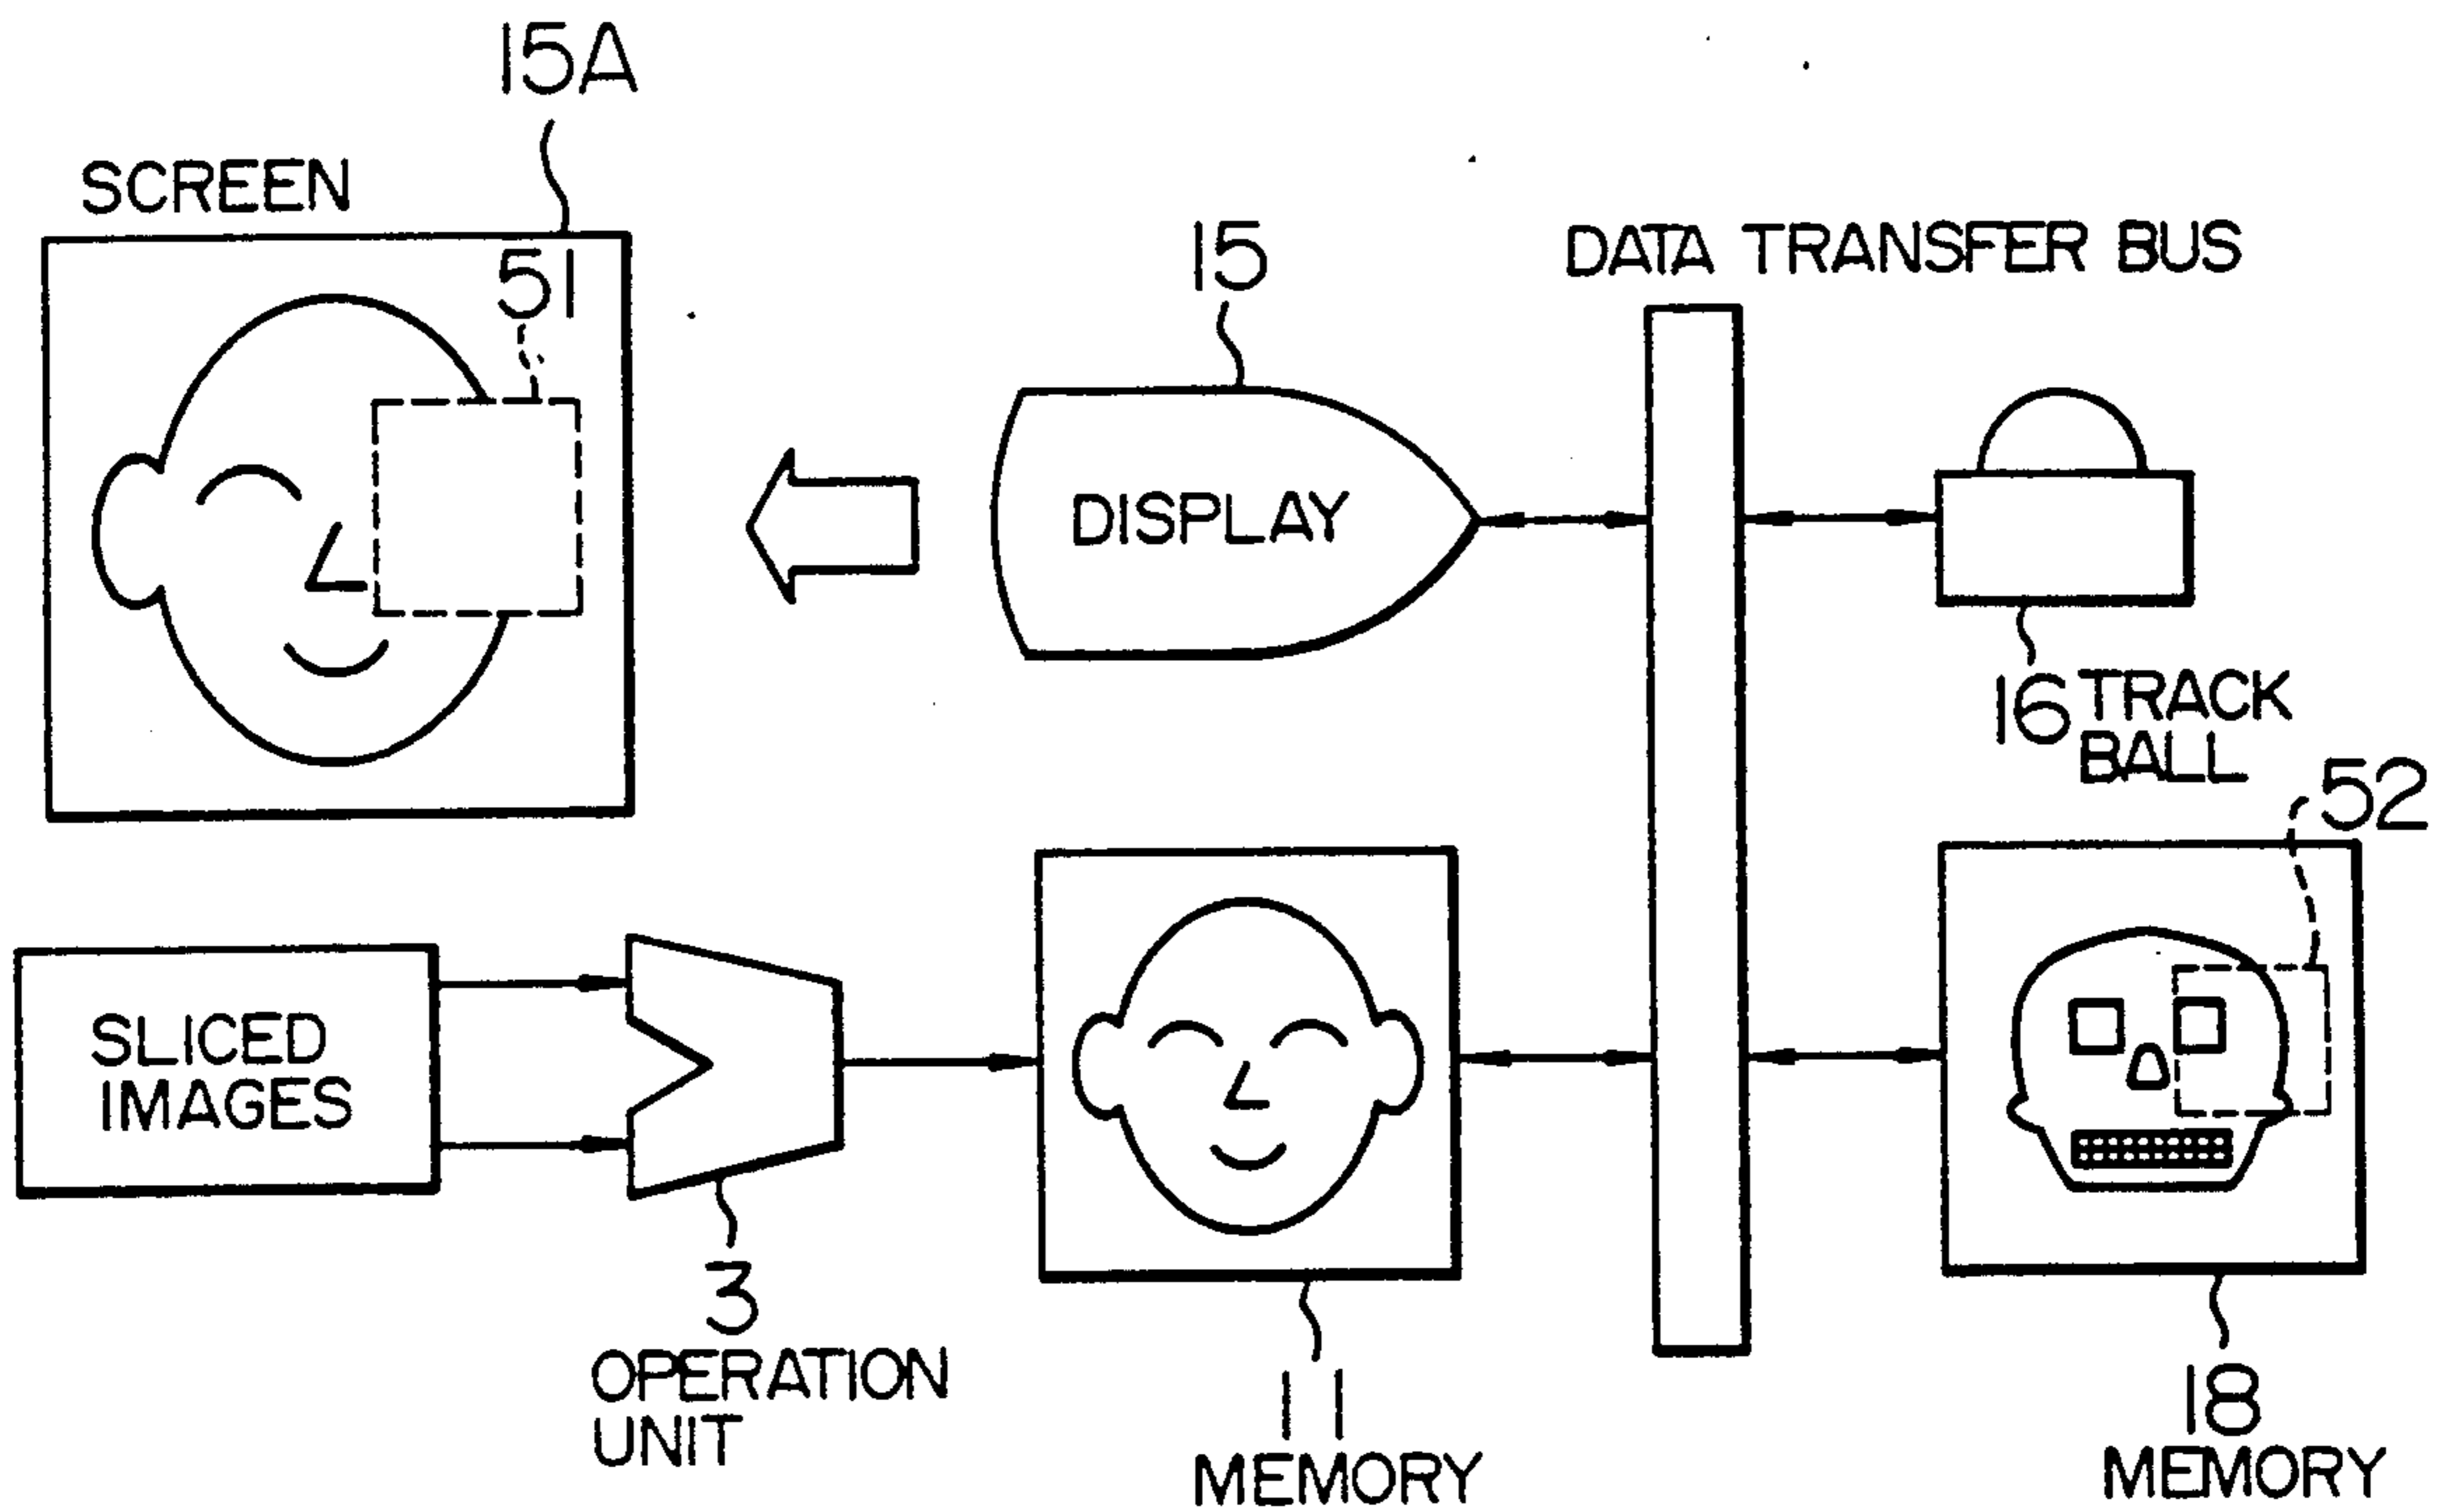 15A
SCREEN
51
15
DATA TRANSFER BUS
DISPLAY
16 TRACK
BALL
52
SLICED
IMAGES
3
OPERATION
UNIT
11
MEMORY
18
MEMORY